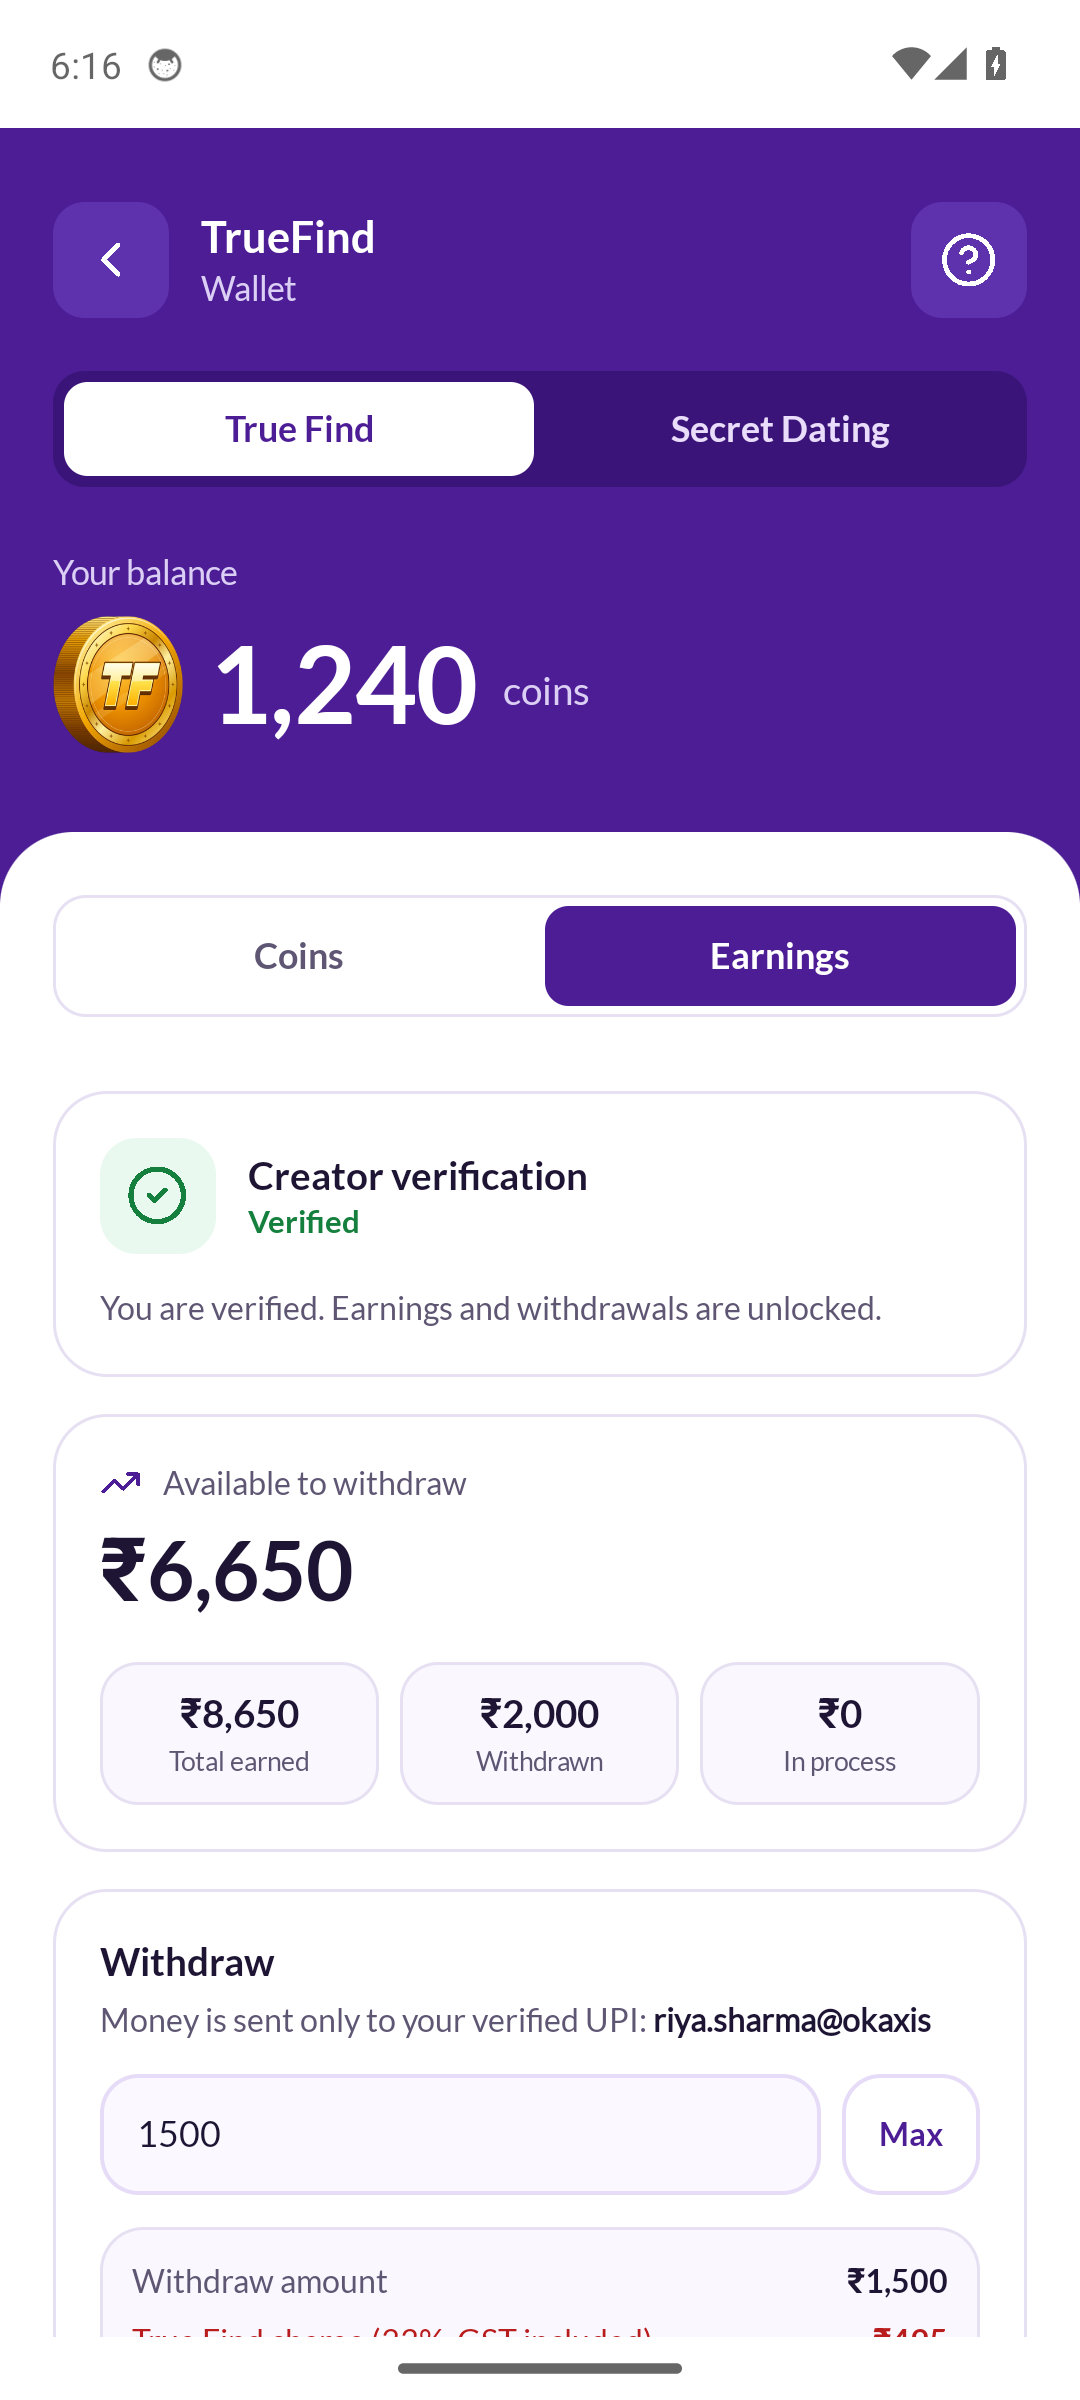 6:16
TrueFind
Wallet
True Find
Secret Dating
Your balance
TF
1,240 coins
Coins
Earnings
Creator verification
Verified
You are verified. Earnings and withdrawals are unlocked.
Available to withdraw
₹6,650
₹8,650
Total earned
₹2,000
Withdrawn
₹0
In process
Withdraw
Money is sent only to your verified UPI: riya.sharma@okaxis
1500
Max
Withdraw amount ₹1,500